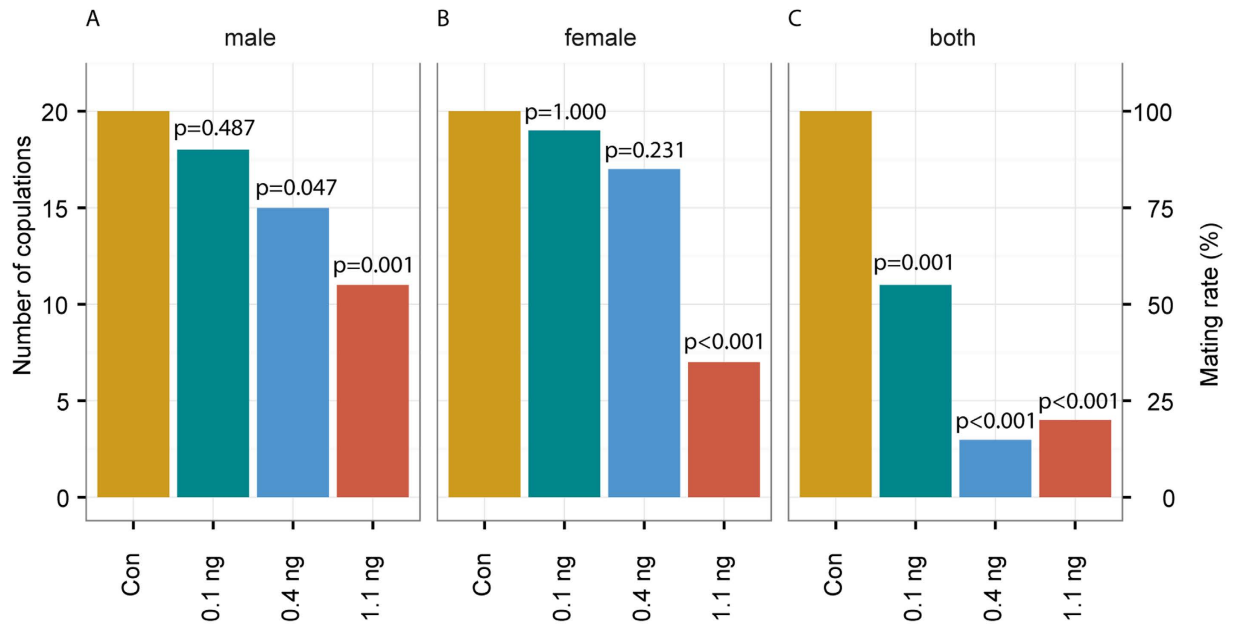 A
B
C
male
female
both
Number of copulations
20
15
10
5
0
p=0.487
p=0.047
p=0.001
p=1.000
p=0.231
p<0.001
p=0.001
p<0.001
p<0.001
100
75
50
25
0
Mating rate (%)
Con
0.1 ng
0.4 ng
1.1 ng
Con
0.1 ng
0.4 ng
1.1 ng
Con
0.1 ng
0.4 ng
1.1 ng